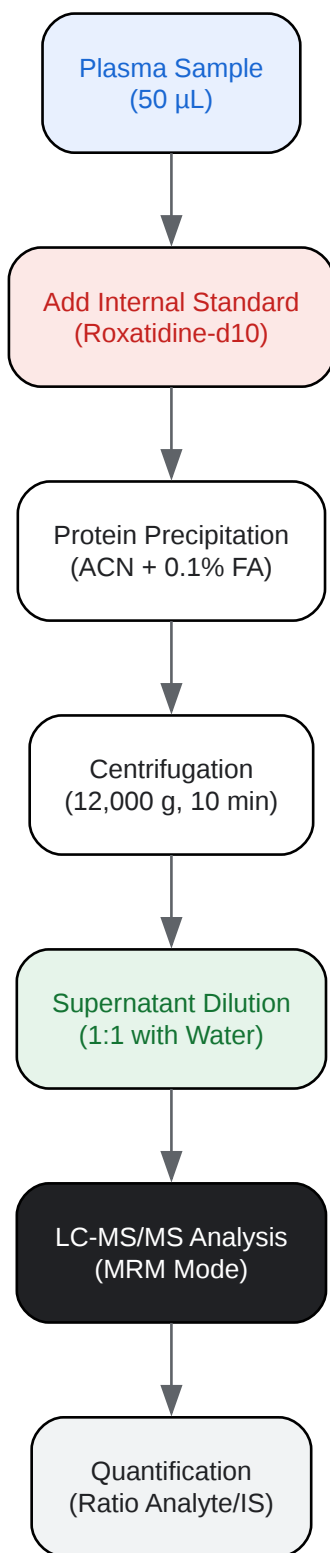 Plasma Sample
(50 µL)
Add Internal Standard
(Roxatidine-d10)
Protein Precipitation
(ACN + 0.1% FA)
Centrifugation
(12,000 g, 10 min)
Supernatant Dilution
(1:1 with Water)
LC-MS/MS Analysis
(MRM Mode)
Quantification
(Ratio Analyte/IS)